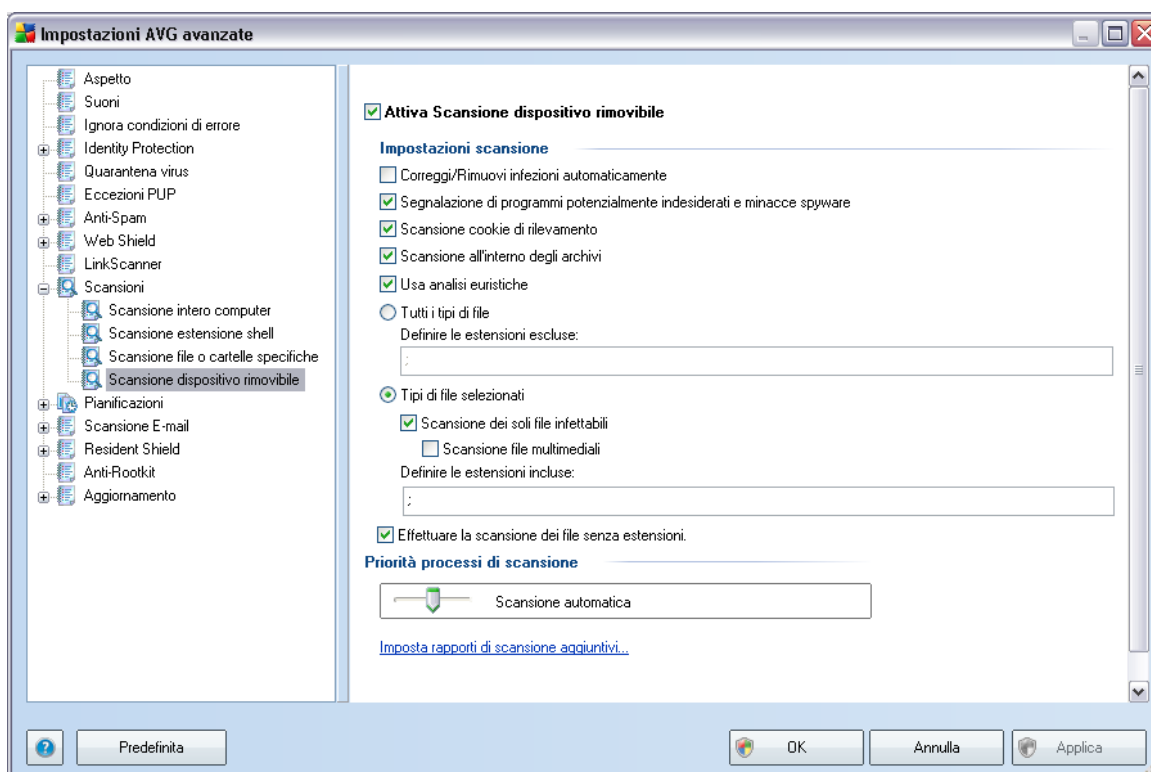 Impostazioni AVG avanzate
Aspetto
Suoni
Ignora condizioni di errore
Identity Protection
Quarantena virus
Eccezioni PUP
Anti-Spam
Web Shield
LinkScanner
Scansioni
Scansione intero computer
Scansione estensione shell
Scansione file o cartelle specifiche
Scansione dispositivo rimovibile
Pianificazioni
Scansione E-mail
Resident Shield
Anti-Rootkit
Aggiornamento
Attiva Scansione dispositivo rimovibile
Impostazioni scansione
Correggi/Rimuovi infezioni automaticamente
Segnalazione di programmi potenzialmente indesiderati e minacce spyware
Scansione cookie di rilevamento
Scansione all'interno degli archivi
Usa analisi euristiche
Tutti i tipi di file
Definire le estensioni escluse:
;
Tipi di file selezionati
Scansione dei soli file infettabili
Scansione file multimediali
Definire le estensioni incluse:
;
Effettuare la scansione dei file senza estensioni.
Priorità processi di scansione
Scansione automatica
Imposta rapporti di scansione aggiuntivi...
Predefinita
OK
Annulla
Applica